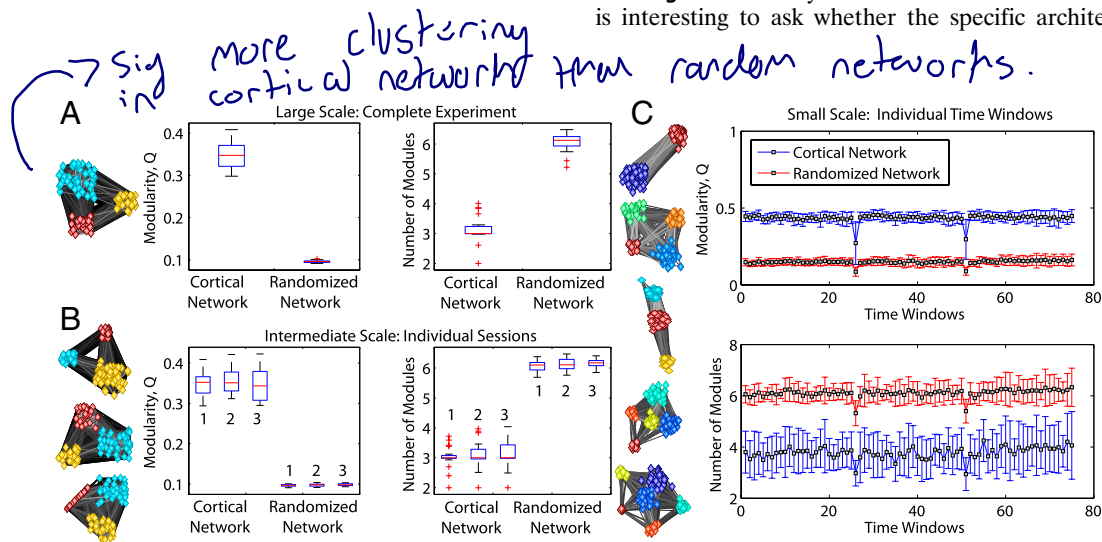 is interesting to ask whether the specific archite
→ sig more clustering
in cortical networks than random networks.
A
Large Scale: Complete Experiment
Modularity, Q
0.4
0.3
0.2
0.1
Cortical Network
Randomized Network
Number of Modules
6
5
4
3
2
Cortical Network
Randomized Network
B
Intermediate Scale: Individual Sessions
Modularity, Q
0.4
0.3
0.2
0.1
1 2 3
1 2 3
Cortical Network
Randomized Network
Number of Modules
6
5
4
3
2
1 2 3
1 2 3
Cortical Network
Randomized Network
C
Small Scale: Individual Time Windows
Modularity, Q
1
0.5
0
Cortical Network
Randomized Network
0 20 40 60 80
Time Windows
Number of Modules
8
6
4
2
0 20 40 60 80
Time Windows